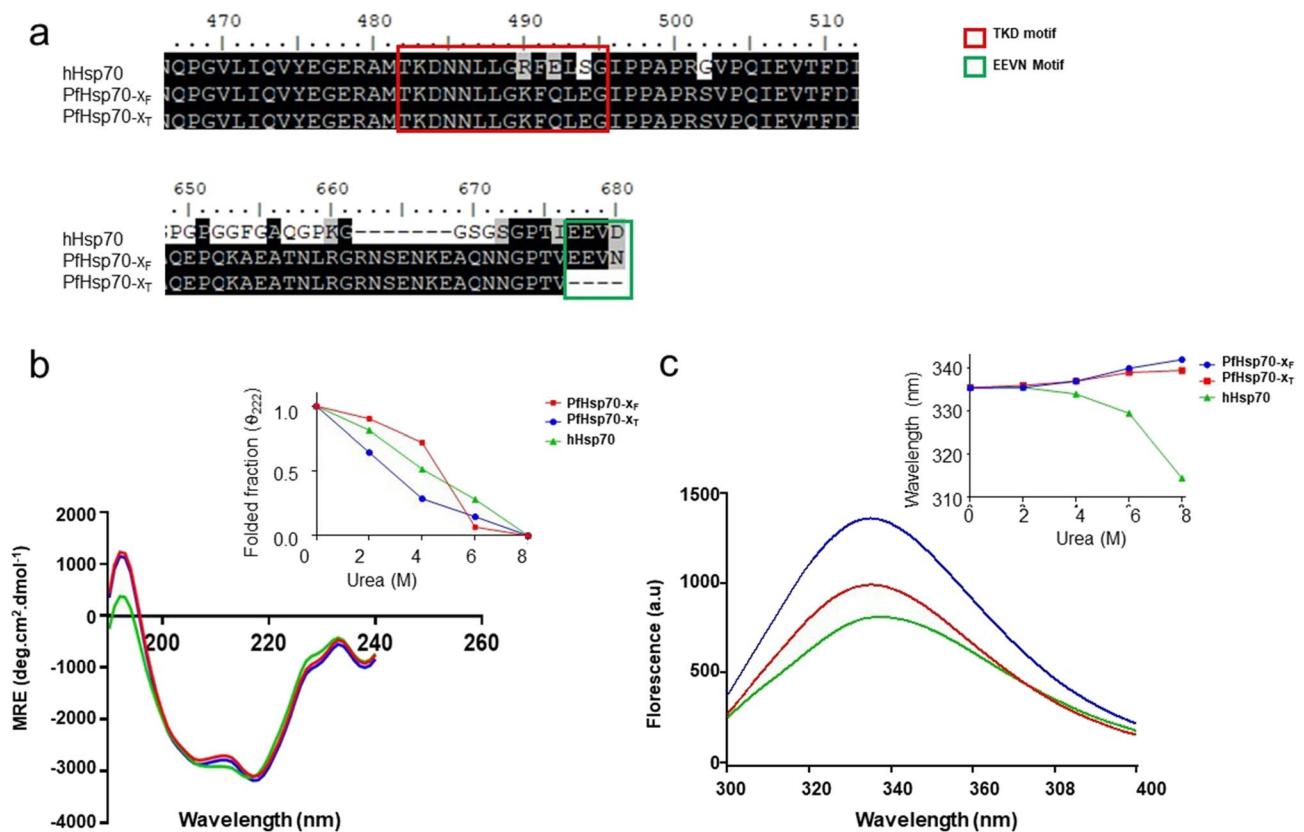 a
470 480 490 500 510
hHsp70 NQPGVLIQVYEGERAMTKDNNLLGRFELSGIPPAPRGVPQIEVTFDI
PfHsp70-xF NQPGVLIQVYEGERAMTKDNNLLGKFQLEGIPPAPRSVPQIEVTFDI
PfHsp70-xT NQPGVLIQVYEGERAMTKDNNLLGKFQLEGIPPAPRSVPQIEVTFDI
TKD motif
EEVN Motif
650 660 670 680
hHsp70 GPGPGGFGAQGPKG-------GSGSGPTIEEVD
PfHsp70-xF AQEPQKAEATNLRGRNSENKEAQNNGPTVEEVN
PfHsp70-xT AQEPQKAEATNLRGRNSENKEAQNNGPTV----
b
Folded fraction (θ222)
1.0
0.5
0.0
0 2 4 6 8
Urea (M)
PfHsp70-xF
PfHsp70-xT
hHsp70
MRE (deg.cm2.dmol-1)
2000
1000
0
-1000
-2000
-3000
-4000
200 220 240 260
Wavelength (nm)
c
Wavelength (nm)
340
330
320
310
0 2 4 6 8
Urea (M)
PfHsp70-xF
PfHsp70-xT
hHsp70
Florescence (a.u)
1500
1000
500
0
300 320 340 360 308 400
Wavelength (nm)